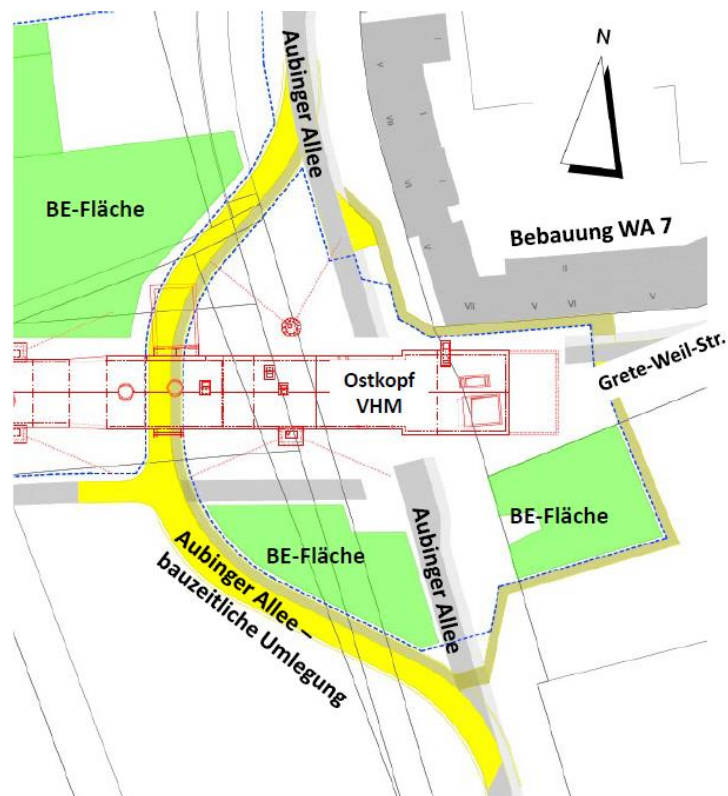 N
Aubinger Allee
BE-Fläche
Bebauung WA 7
Grete-Weil-Str.
Ostkopf
VHM
BE-Fläche
BE-Fläche
Aubinger Allee
Aubinger Allee –
bauzeitliche Umlegung